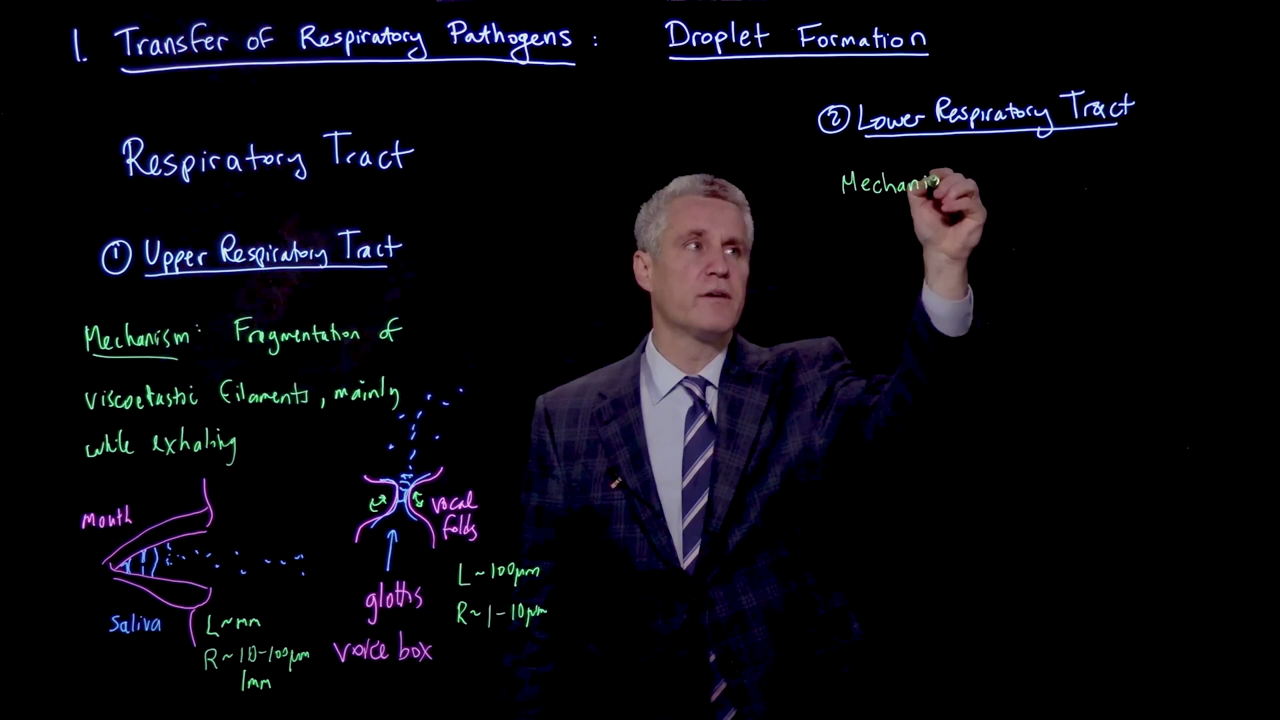 1. Transfer of Respiratory Pathogens : Droplet Formation
Respiratory Tract
① Upper Respiratory Tract
Mechanism: Fragmentation of
viscoelastic filaments, mainly
while exhaling
Mouth
Saliva
L~mm
R~10-100μm
1mm
vocal
folds
glottis
voice box
L~100μm
R~1-10μm
② Lower Respiratory Tract
Mechanis